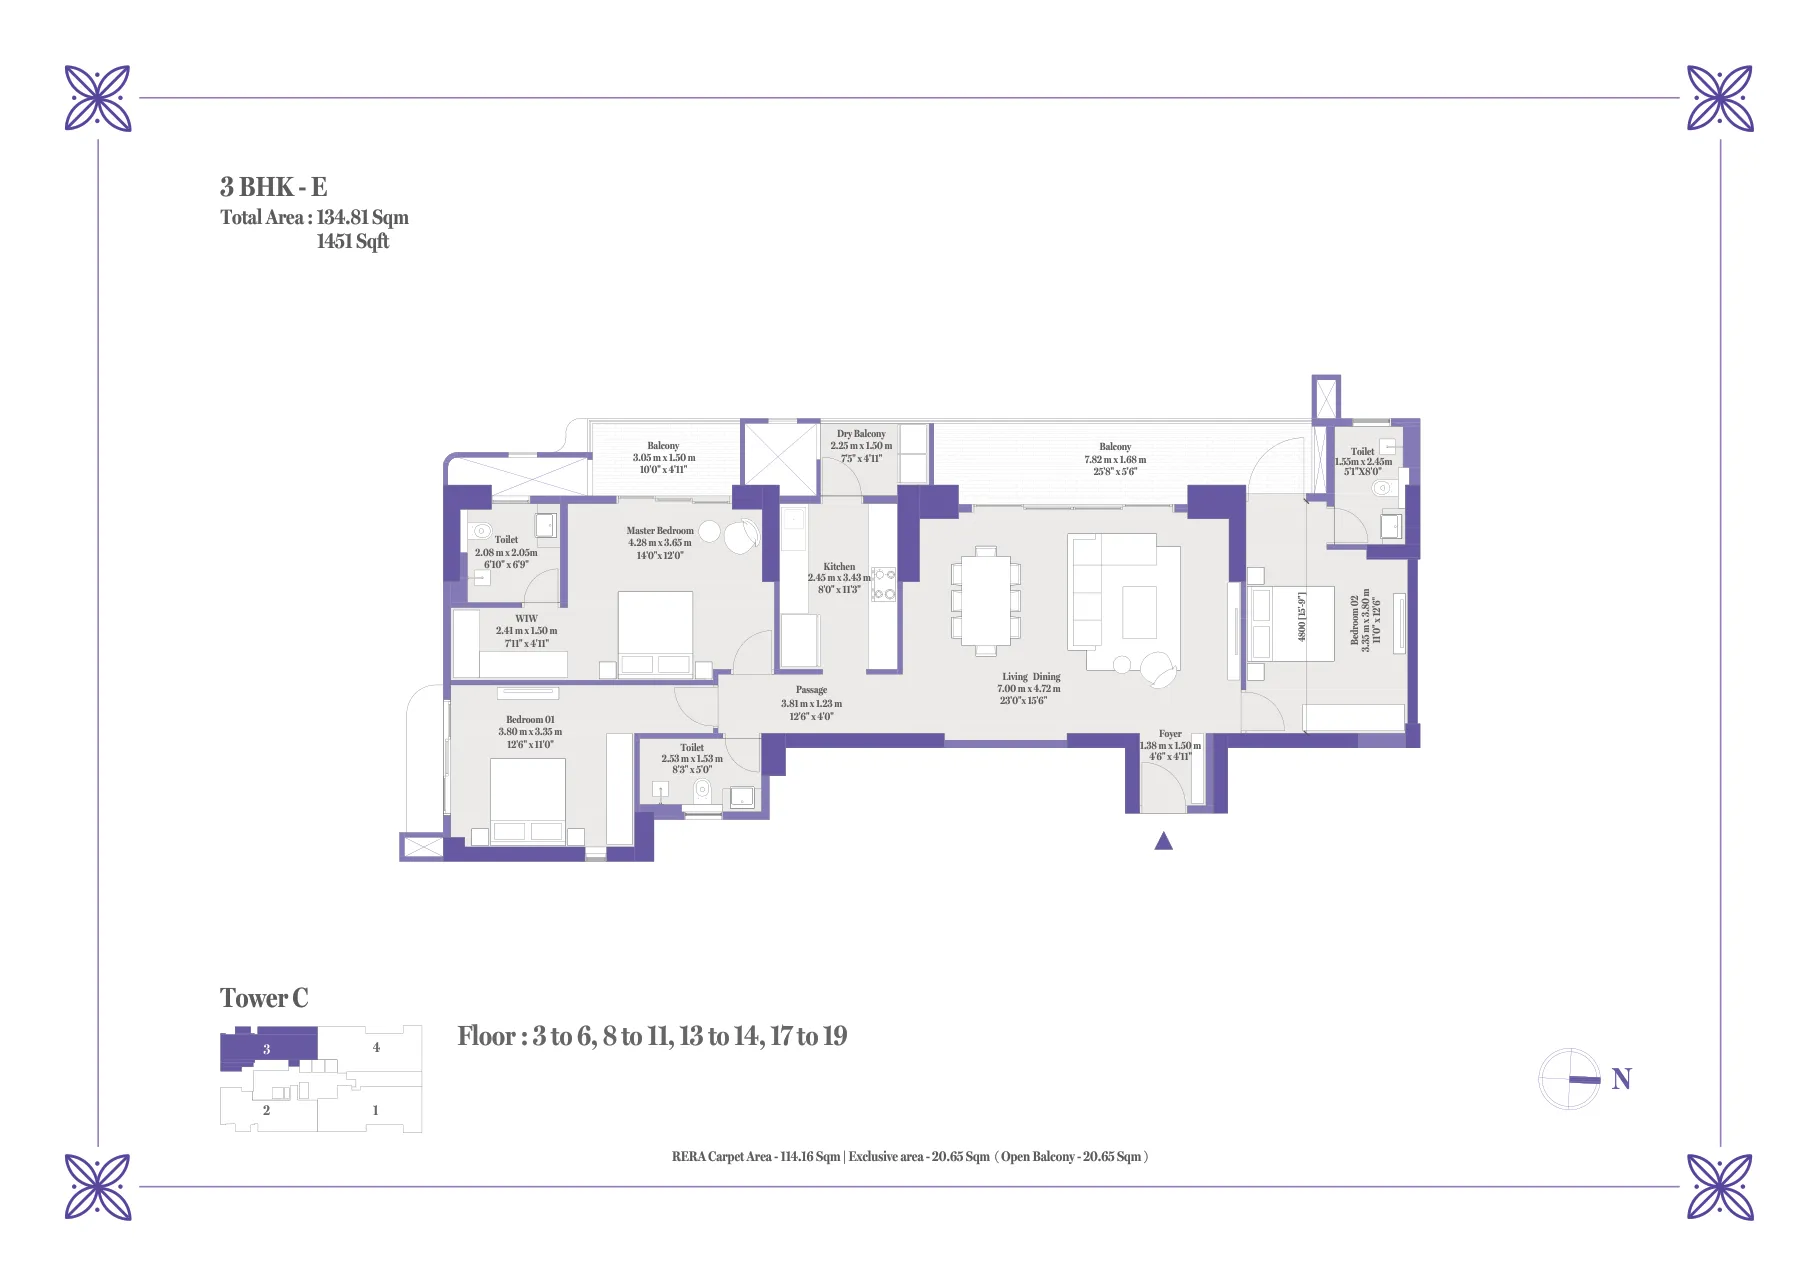 3 BHK - E
Total Area : 134.81 Sqm
1451 Sqft
Balcony
3.05 m x 1.50 m
10'0" x 4'11"
Dry Balcony
2.25 m x 1.50 m
7'5" x 4'11"
Balcony
7.82 m x 1.68 m
25'8" x 5'6"
Toilet
1.55m x 2.45m
5'1"X8'0"
Toilet
2.08 m x 2.05m
6'10" x 6'9"
Master Bedroom
4.28 m x 3.65 m
14'0"x 12'0"
Kitchen
2.45 m x 3.43 m
8'0" x 11'3"
WIW
2.41 m x 1.50 m
7'11" x 4'11"
4800 [15'-9"]
Bedroom 02
3.35 m x 3.80 m
11'0" x 12'6"
Living Dining
7.00 m x 4.72 m
23'0"x 15'6"
Passage
3.81 m x 1.23 m
12'6" x 4'0"
Bedroom 01
3.80 m x 3.35 m
12'6" x 11'0"
Toilet
2.53 m x 1.53 m
8'3" x 5'0"
Foyer
1.38 m x 1.50 m
4'6" x 4'11"
Tower C
3
4
2
1
Floor : 3 to 6, 8 to 11, 13 to 14, 17 to 19
N
RERA Carpet Area - 114.16 Sqm | Exclusive area - 20.65 Sqm ( Open Balcony - 20.65 Sqm )